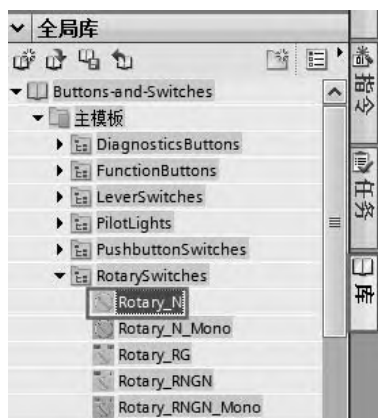 全局库
Buttons-and-Switches
主模板
DiagnosticsButtons
FunctionButtons
LeverSwitches
PilotLights
PushbuttonSwitches
RotarySwitches
Rotary_N
Rotary_N_Mono
Rotary_RG
Rotary_RNGN
Rotary_RNGN_Mono
指令
任务
库